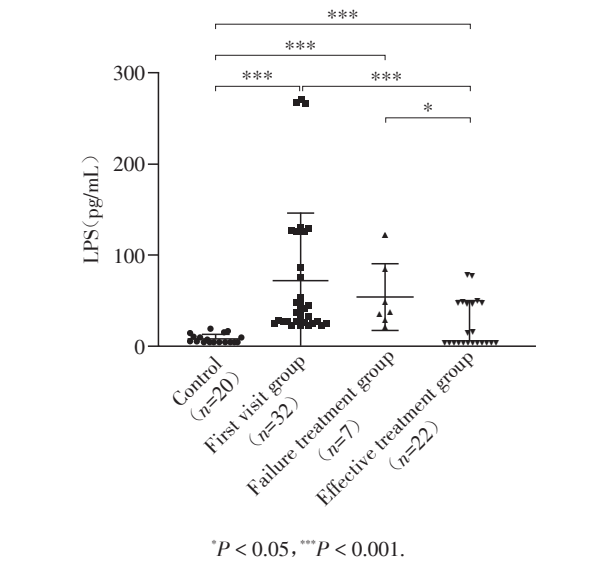 ***
***
*** ***
*
300
200
100
0
LPS(pg/mL)
Control
(n=20)
First visit group
(n=32)
Failure treatment group
(n=7)
Effective treatment group
(n=22)
*P < 0.05, ***P < 0.001.